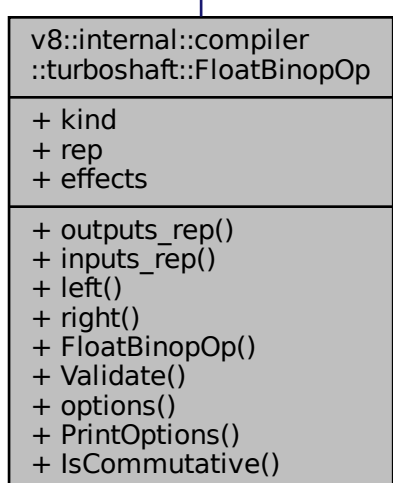 v8::internal::compiler
::turboshaft::FloatBinopOp
+ kind
+ rep
+ effects
+ outputs_rep()
+ inputs_rep()
+ left()
+ right()
+ FloatBinopOp()
+ Validate()
+ options()
+ PrintOptions()
+ IsCommutative()